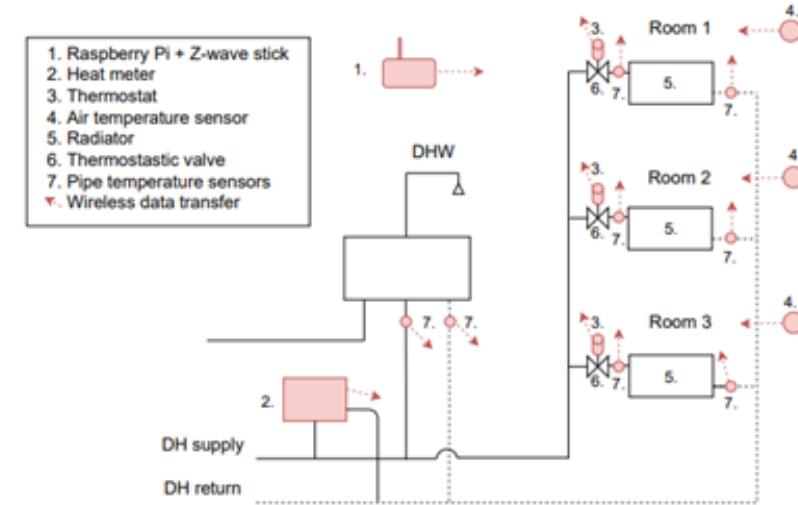 1. Raspberry Pi + Z-wave stick
2. Heat meter
3. Thermostat
4. Air temperature sensor
5. Radiator
6. Thermostastic valve
7. Pipe temperature sensors
Wireless data transfer
1.
DHW
7. 7.
2.
DH supply
DH return
3. Room 1 4.
5.
6. 7. 7.
3. Room 2 4
5.
6. 7. 7.
3. Room 3 4.
5.
6. 7. 7.